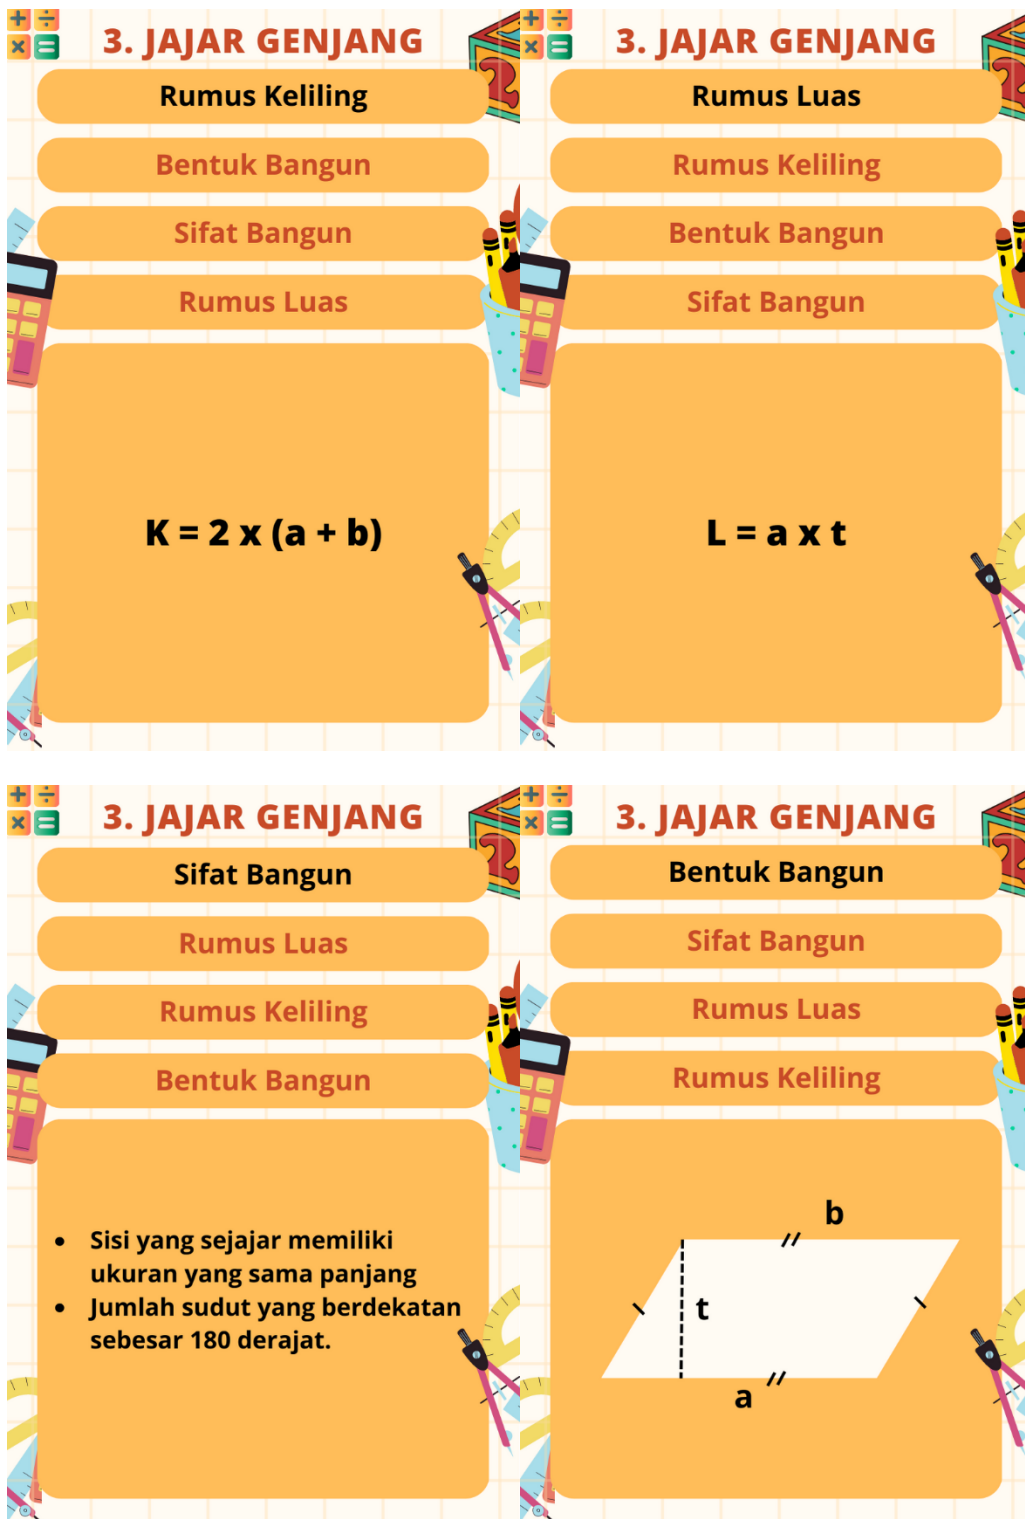 3. JAJAR GENJANG
Rumus Keliling
Bentuk Bangun
Sifat Bangun
Rumus Luas
K = 2 x (a + b)
3. JAJAR GENJANG
Rumus Luas
Rumus Keliling
Bentuk Bangun
Sifat Bangun
L = a x t
3. JAJAR GENJANG
Sifat Bangun
Rumus Luas
Rumus Keliling
Bentuk Bangun
• Sisi yang sejajar memiliki
ukuran yang sama panjang
• Jumlah sudut yang berdekatan
sebesar 180 derajat.
3. JAJAR GENJANG
Bentuk Bangun
Sifat Bangun
Rumus Luas
Rumus Keliling
b
t
a